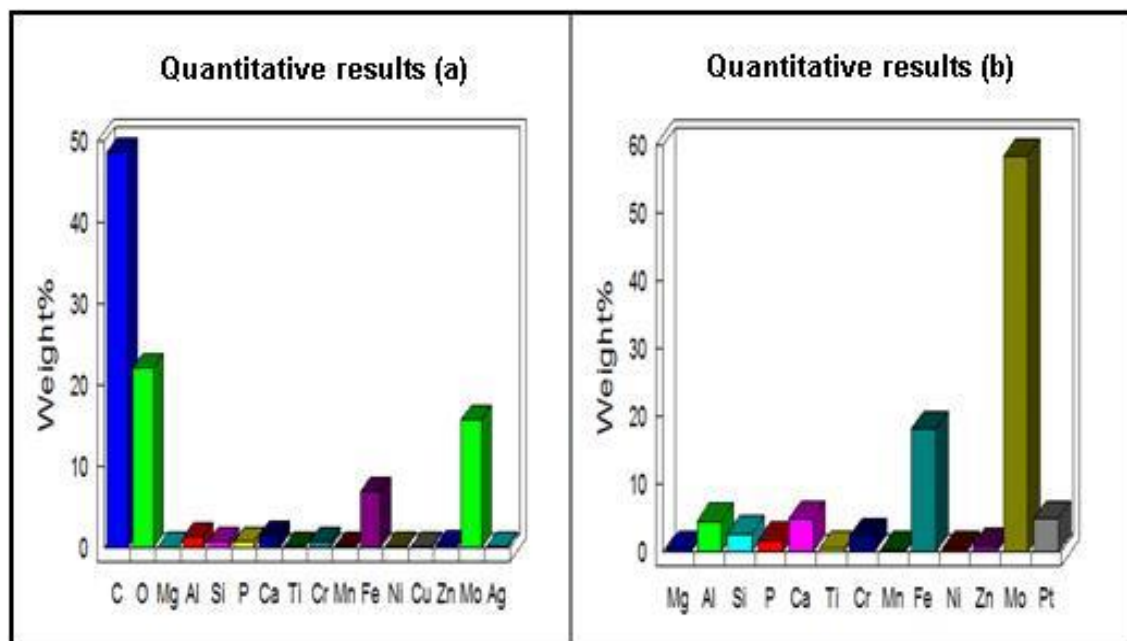 Quantitative results (a)
Weight%
50
40
30
20
10
0
C O Mg Al Si P Ca Ti Cr Mn Fe Ni Cu Zn Mo Ag
Quantitative results (b)
Weight%
60
50
40
30
20
10
0
Mg Al Si P Ca Ti Cr Mn Fe Ni Zn Mo Pt